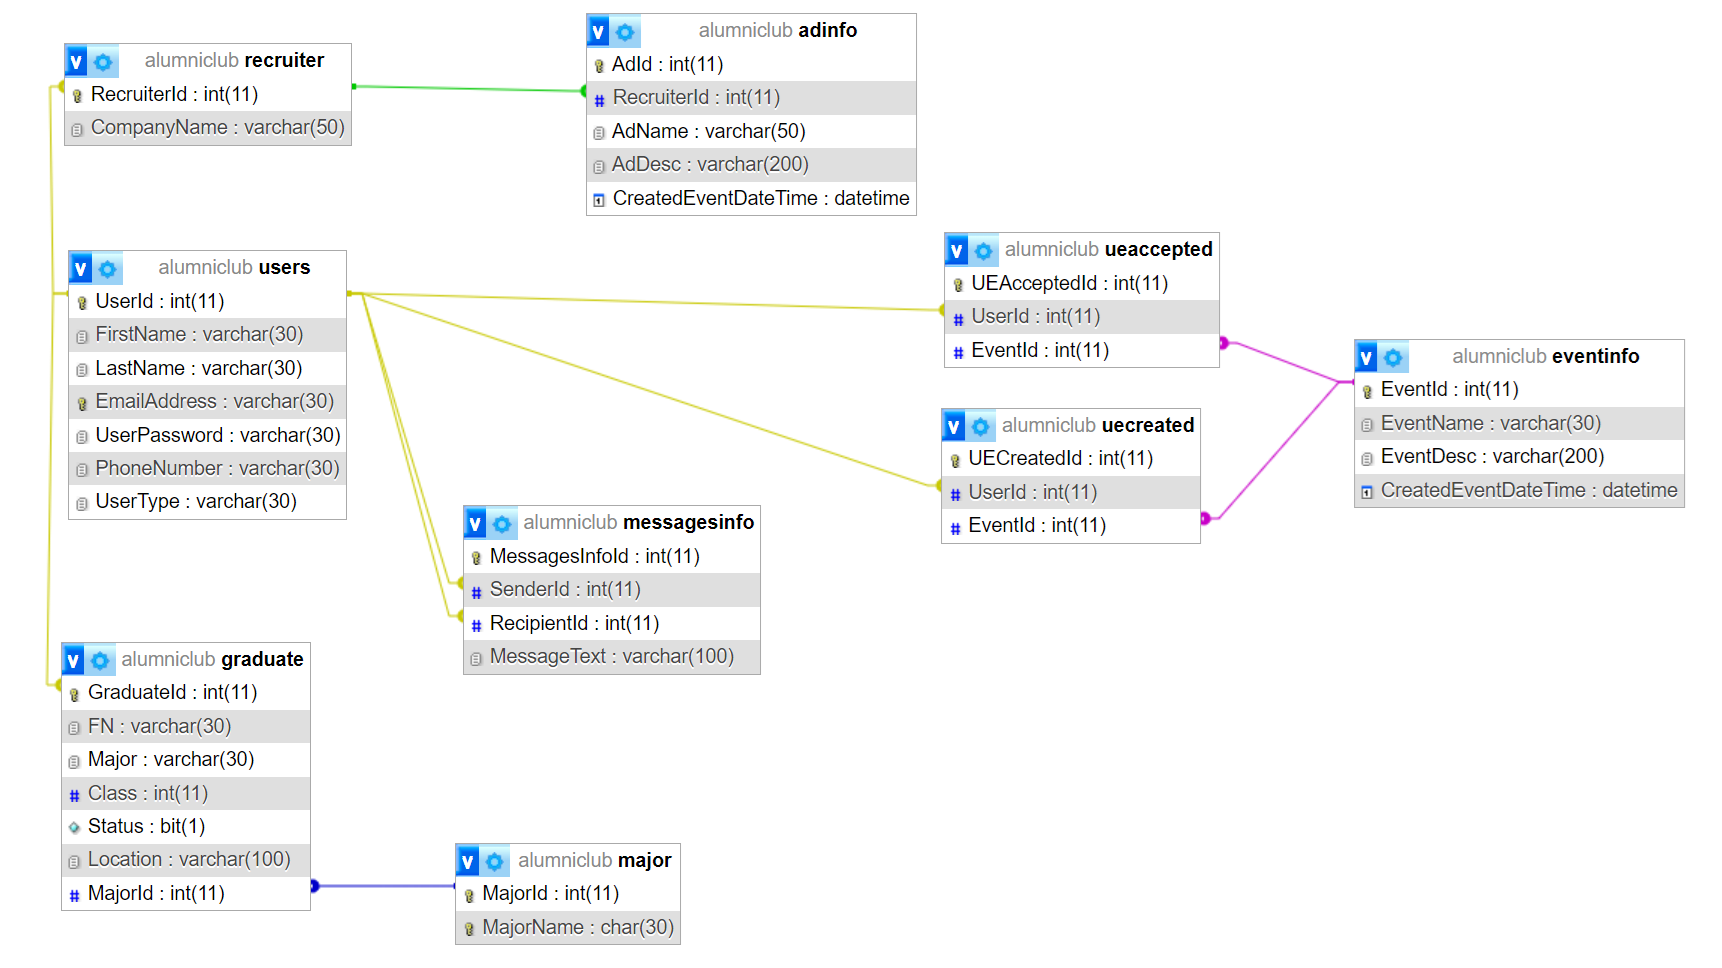 v alumniclub recruiter
RecruiterId : int(11)
CompanyName : varchar(50)
v alumniclub adinfo
AdId : int(11)
# RecruiterId : int(11)
AdName : varchar(50)
AdDesc : varchar(200)
CreatedEventDateTime : datetime
v alumniclub users
UserId : int(11)
FirstName : varchar(30)
LastName : varchar(30)
EmailAddress : varchar(30)
UserPassword : varchar(30)
PhoneNumber : varchar(30)
UserType : varchar(30)
v alumniclub ueaccepted
UEAcceptedId : int(11)
# UserId : int(11)
# EventId : int(11)
v alumniclub eventinfo
EventId : int(11)
EventName : varchar(30)
EventDesc : varchar(200)
CreatedEventDateTime : datetime
v alumniclub uecreated
UECreatedId : int(11)
# UserId : int(11)
# EventId : int(11)
v alumniclub messagesinfo
MessagesInfoId : int(11)
# SenderId : int(11)
# RecipientId : int(11)
MessageText : varchar(100)
v alumniclub graduate
GraduateId : int(11)
FN : varchar(30)
Major : varchar(30)
# Class : int(11)
Status : bit(1)
Location : varchar(100)
# MajorId : int(11)
v alumniclub major
MajorId : int(11)
MajorName : char(30)